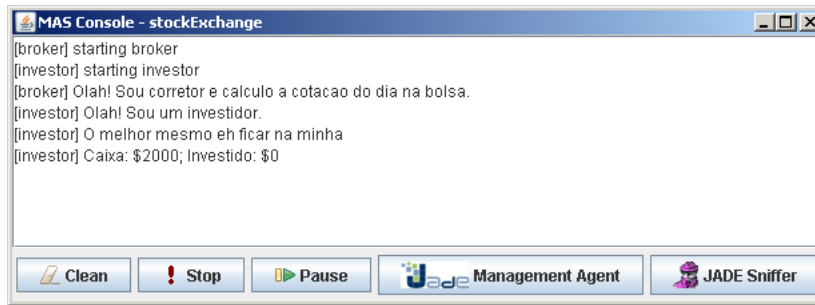 MAS Console - stockExchange
[broker] starting broker
[investor] starting investor
[broker] Olah! Sou corretor e calculo a cotacao do dia na bolsa.
[investor] Olah! Sou um investidor.
[investor] O melhor mesmo eh ficar na minha
[investor] Caixa: $2000; Investido: $0
Clean Stop Pause Jade Management Agent JADE Sniffer